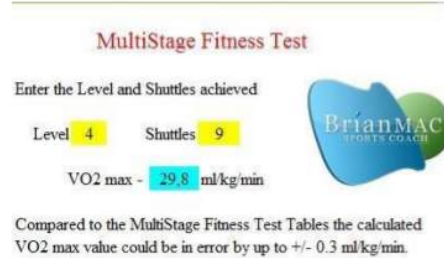 MultiStage Fitness Test
Enter the Level and Shuttles achieved
Level 4 Shuttles 9
BrianMAC
SPORTS COACH
VO2 max - 29,8 ml/kg/min
Compared to the MultiStage Fitness Test Tables the calculated
VO2 max value could be in error by up to +/- 0.3 ml/kg/min.